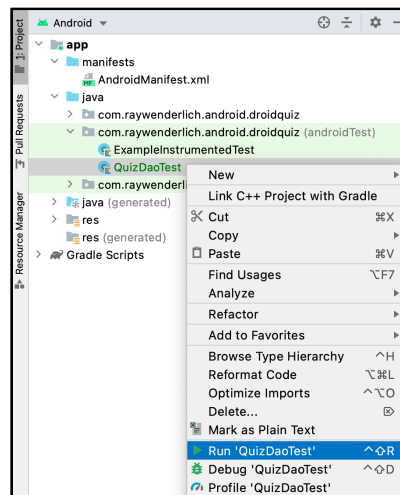 Android
1: Project
Pull Requests
Resource Manager
app
manifests
MF AndroidManifest.xml
java
com.raywenderlich.android.droidquiz
com.raywenderlich.android.droidquiz (androidTest)
ExampleInstrumentedTest
QuizDaoTest
com.raywenderli
java (generated)
res
res (generated)
Gradle Scripts
New
Link C++ Project with Gradle
Cut ⌘X
Copy
Paste ⌘V
Find Usages ⌥F7
Analyze
Refactor
Add to Favorites
Browse Type Hierarchy ^H
Reformat Code ⌥⌘L
Optimize Imports ^⌥O
Delete... ⌦
Mark as Plain Text
Run 'QuizDaoTest' ^⇧R
Debug 'QuizDaoTest' ^⇧D
Profile 'QuizDaoTest'